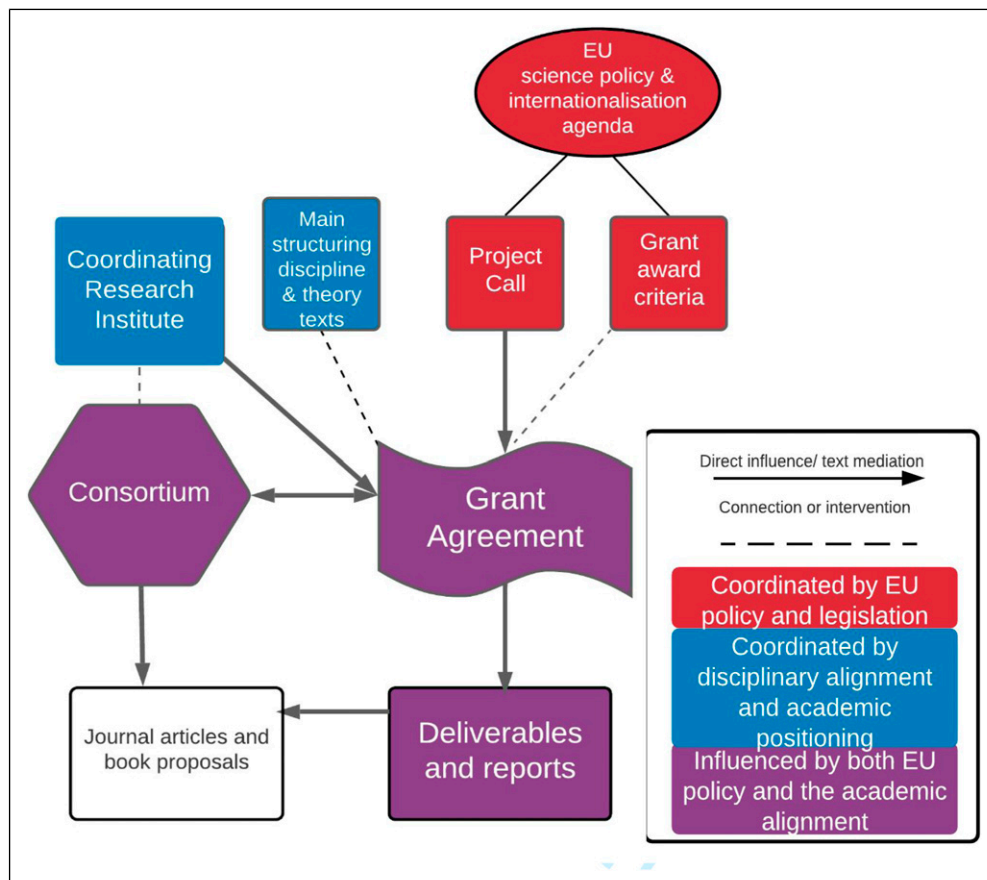 EU
science policy &
internationalisation
agenda
Coordinating
Research
Institute
Main
structuring
discipline
& theory
texts
Project
Call
Grant
award
criteria
Consortium
Grant
Agreement
Journal articles and
book proposals
Deliverables
and reports
Direct influence/ text mediation
Connection or intervention
Coordinated by EU
policy and legislation
Coordinated by
disciplinary alignment
and academic
positioning
Influenced by both EU
policy and the academic
alignment